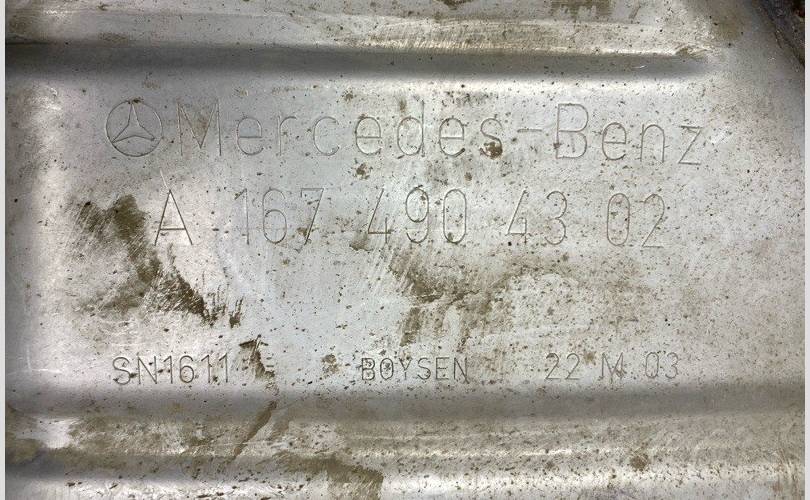 Mercedes-Benz
A 167 490 43 02
SN1611 BOYSEN 22 M 03